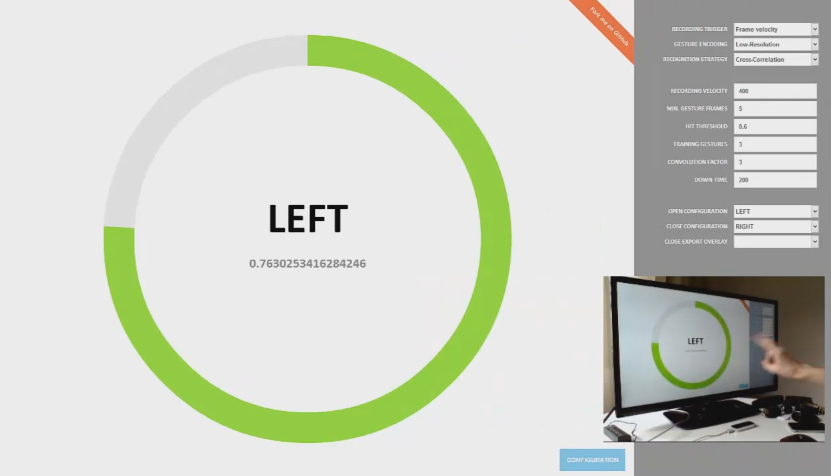 Fork me on GitHub
RECORDING TRIGGER Frame velocity
GESTURE ENCODING Low-Resolution
RECOGNITION STRATEGY Cross-Correlation
RECORDING VELOCITY 400
MIN. GESTURE FRAMES 5
HIT THRESHOLD 0.6
TRAINING GESTURES 3
CONVOLUTION FACTOR 3
DOWN-TIME 200
OPEN CONFIGURATION LEFT
CLOSE CONFIGURATION RIGHT
CLOSE EXPORT OVERLAY
LEFT
0.7630253416284246
LEFT
CONFIGURATION